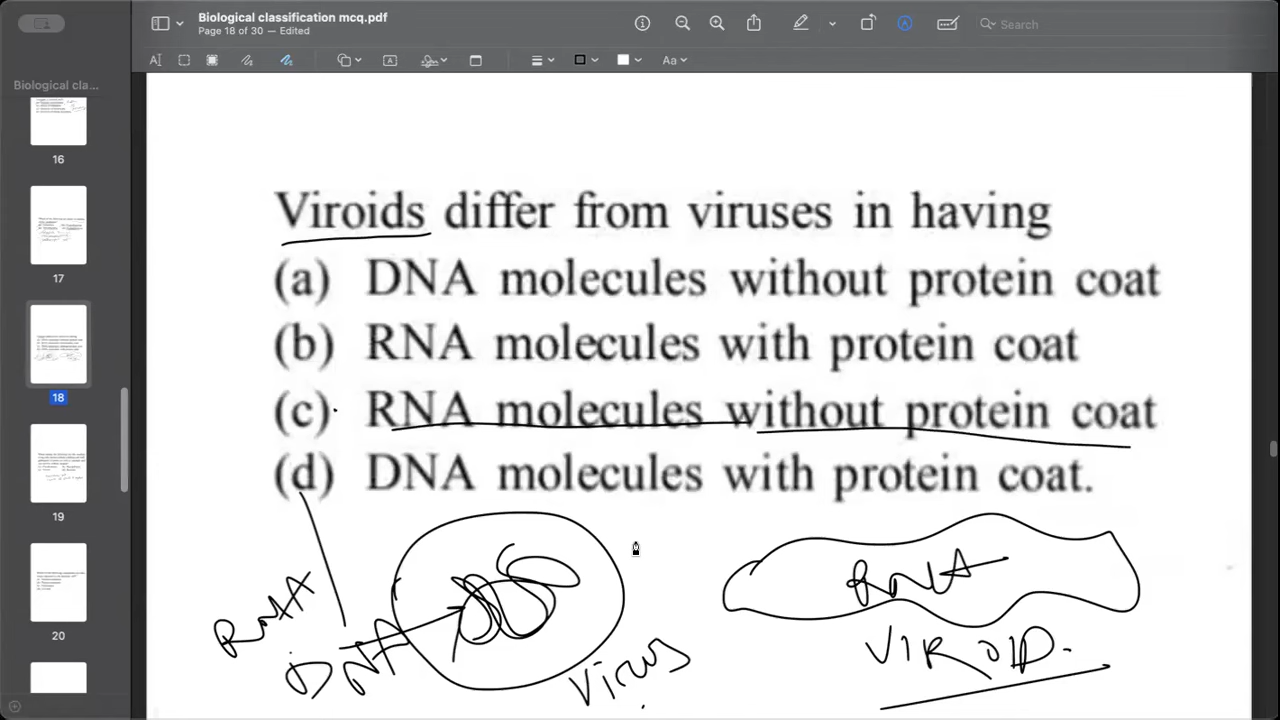 Biological classification mcq.pdf
Page 18 of 30 — Edited
Search
Aa
Biological cla...
16
17
18
19
20
Viroids differ from viruses in having
(a) DNA molecules without protein coat
(b) RNA molecules with protein coat
(c) RNA molecules without protein coat
(d) DNA molecules with protein coat.
RNA
DNA
Virus
RNA
VIROID.